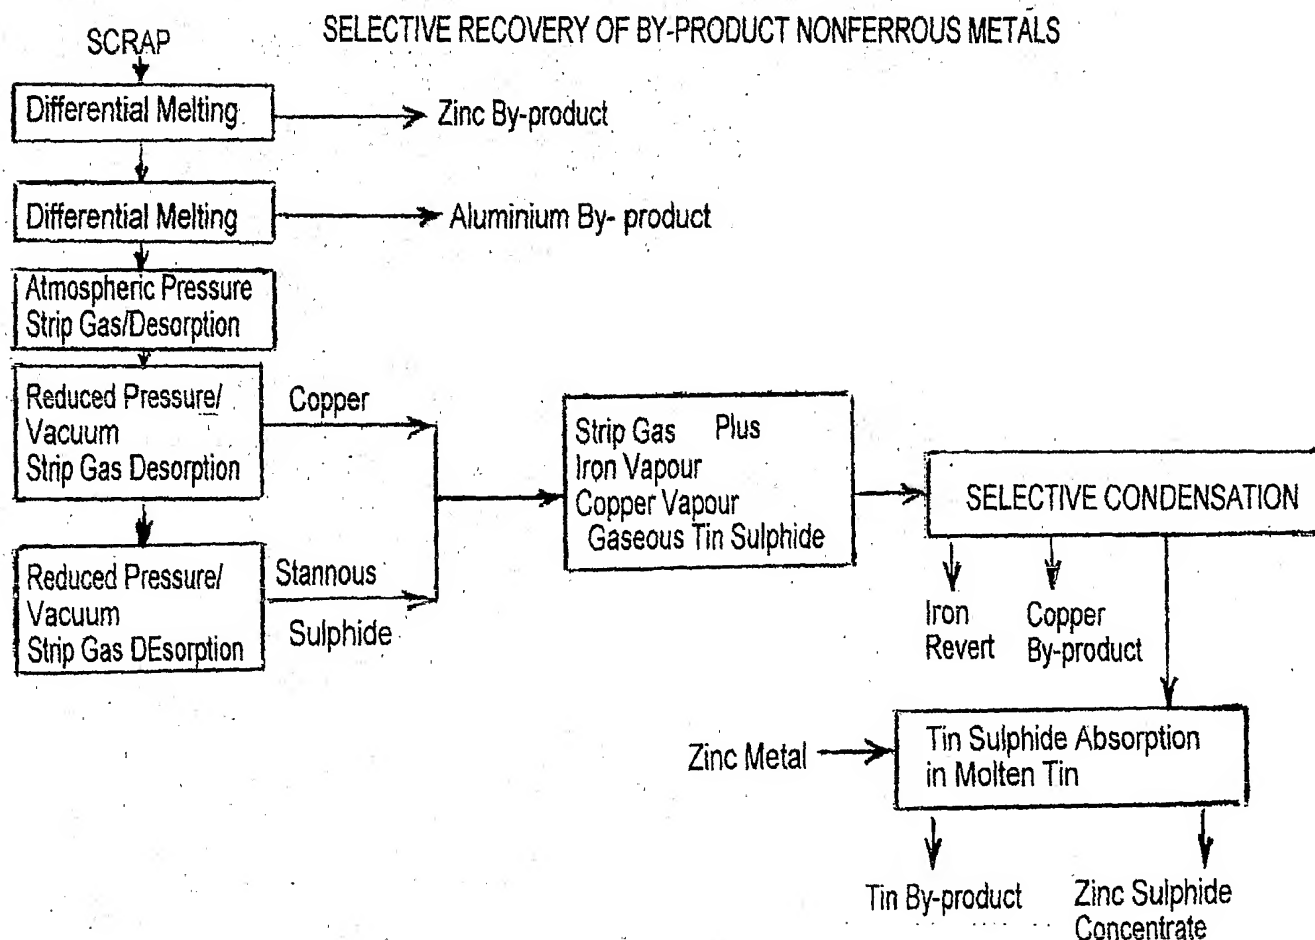 SELECTIVE RECOVERY OF BY-PRODUCT NONFERROUS METALS
SCRAP
Differential Melting
Zinc By-product
Differential Melting
Aluminium By- product
Atmospheric Pressure
Strip Gas/Desorption
Reduced Pressure/
Vacuum
Strip Gas Desorption
Copper
Reduced Pressure/
Vacuum
Strip Gas DEsorption
Stannous
Sulphide
Strip Gas Plus
Iron Vapour
Copper Vapour
Gaseous Tin Sulphide
SELECTIVE CONDENSATION
Iron
Revert
Copper
By-product
Zinc Metal
Tin Sulphide Absorption
in Molten Tin
Tin By-product
Zinc Sulphide
Concentrate